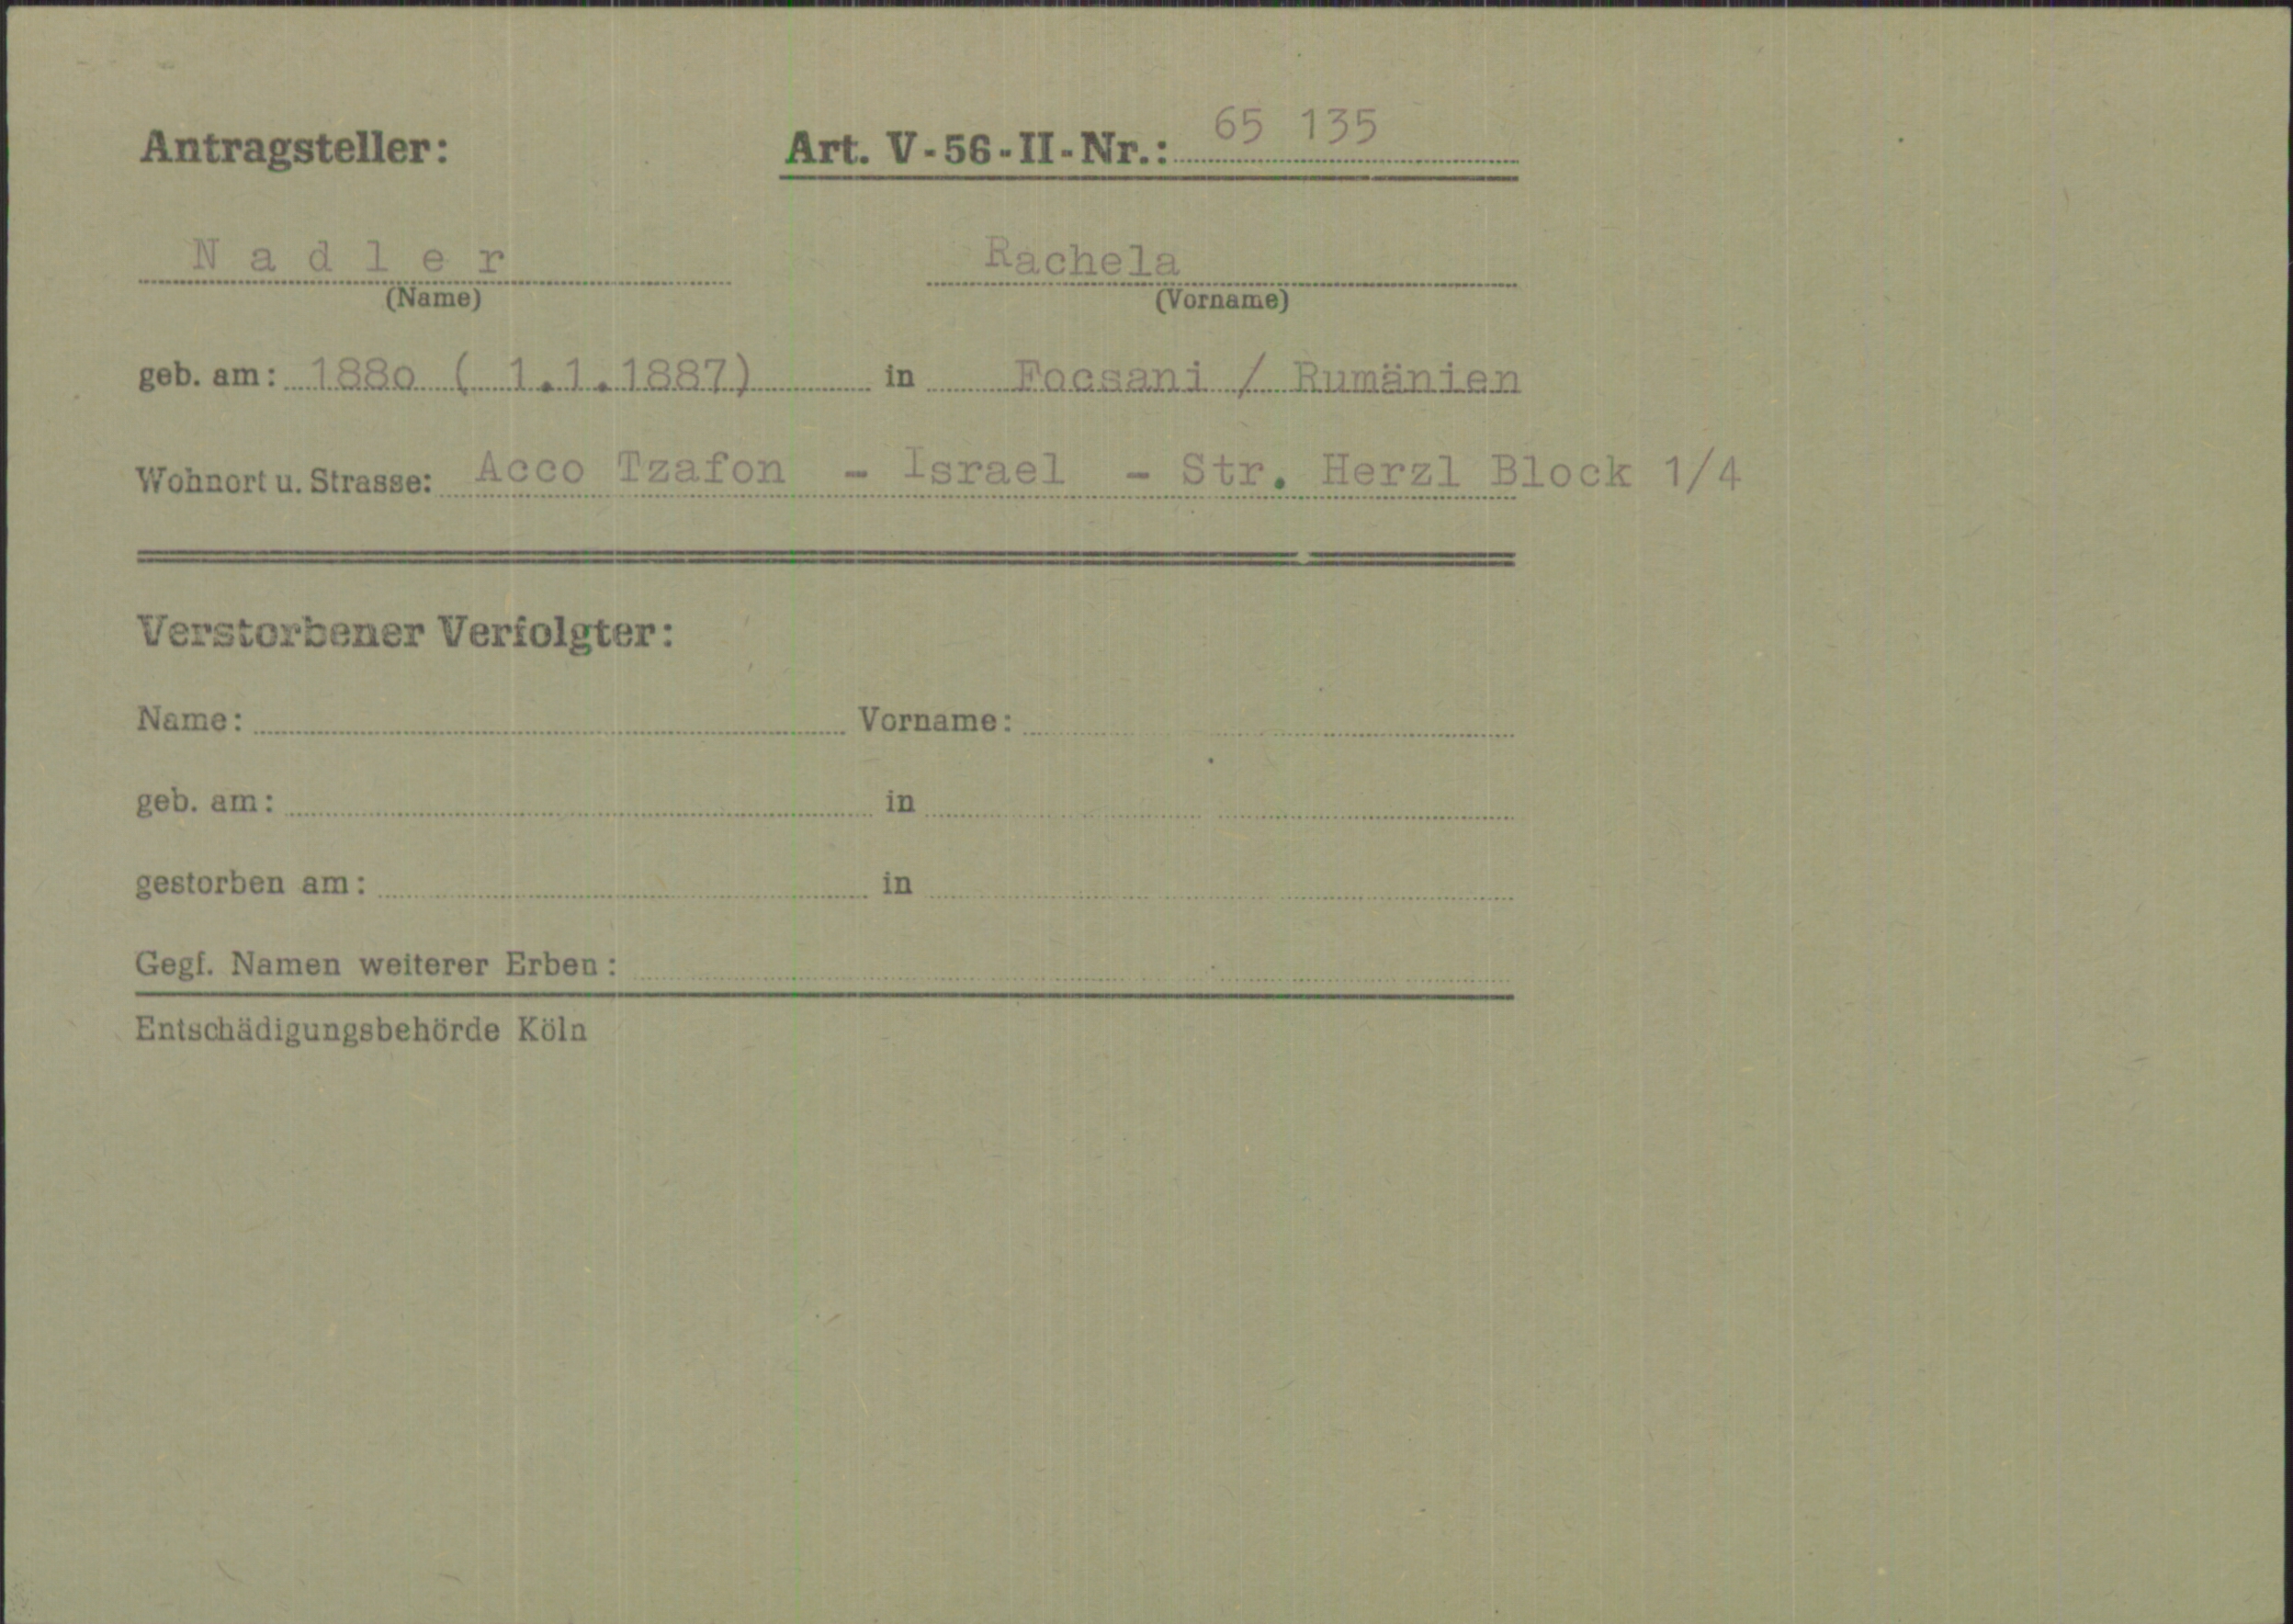 Antragsteller: Art. V-56-II-Nr.: 65 135
Nadler Rachela
(Name) (Vorname)
geb. am: 1880 ( 1.1.1887) in Focsani / Rumänien
Wohnort u. Strasse: Acco Tzafon - Israel - Str. Herzl Block 1/4
Verstorbener Verfolgter:
Name: Vorname:
geb. am: in
gestorben am: in
Gegf. Namen weiterer Erben:
Entschädigungsbehörde Köln